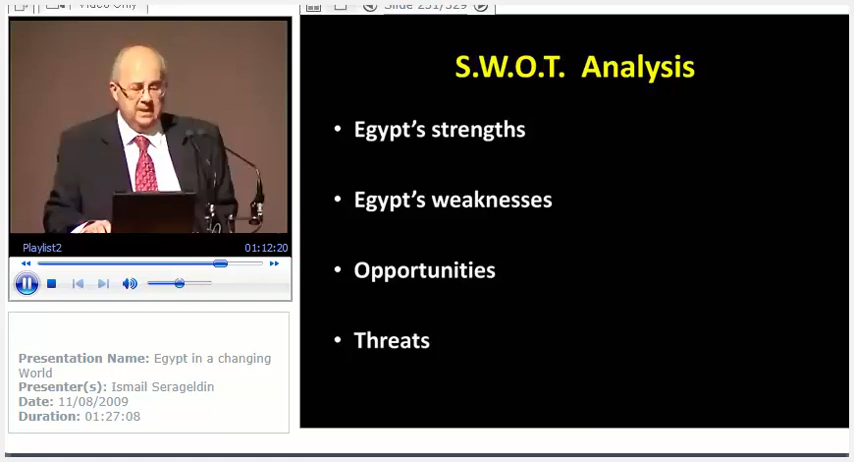 Video Only
Slide 251/329
S.W.O.T. Analysis
• Egypt's strengths
• Egypt's weaknesses
• Opportunities
• Threats
Playlist2
01:12:20
Presentation Name: Egypt in a changing
World
Presenter(s): Ismail Serageldin
Date: 11/08/2009
Duration: 01:27:08